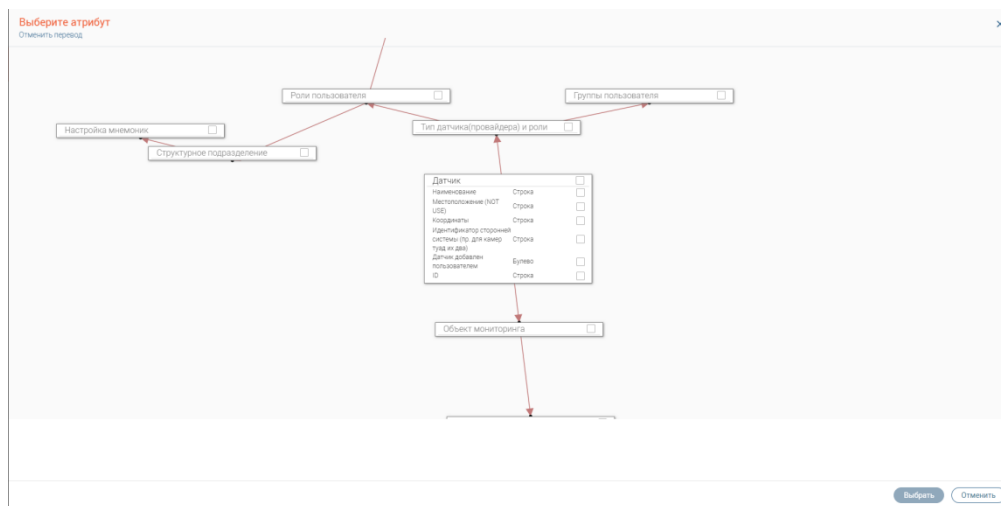 Выберите атрибут
Отменить перевод
Роли пользователя
Группы пользователя
Настройка мнемоник
Тип датчика(провайдера) и роли
Структурное подразделение
Датчик
Наименование Строка
Местоположение (NOT
USE) Строка
Координаты Строка
Идентификатор сторонней
системы (пр. для камер Строка
туад их два)
Датчик добавлен
пользователем Булево
ID Строка
Объект мониторинга
Выбрать Отменить